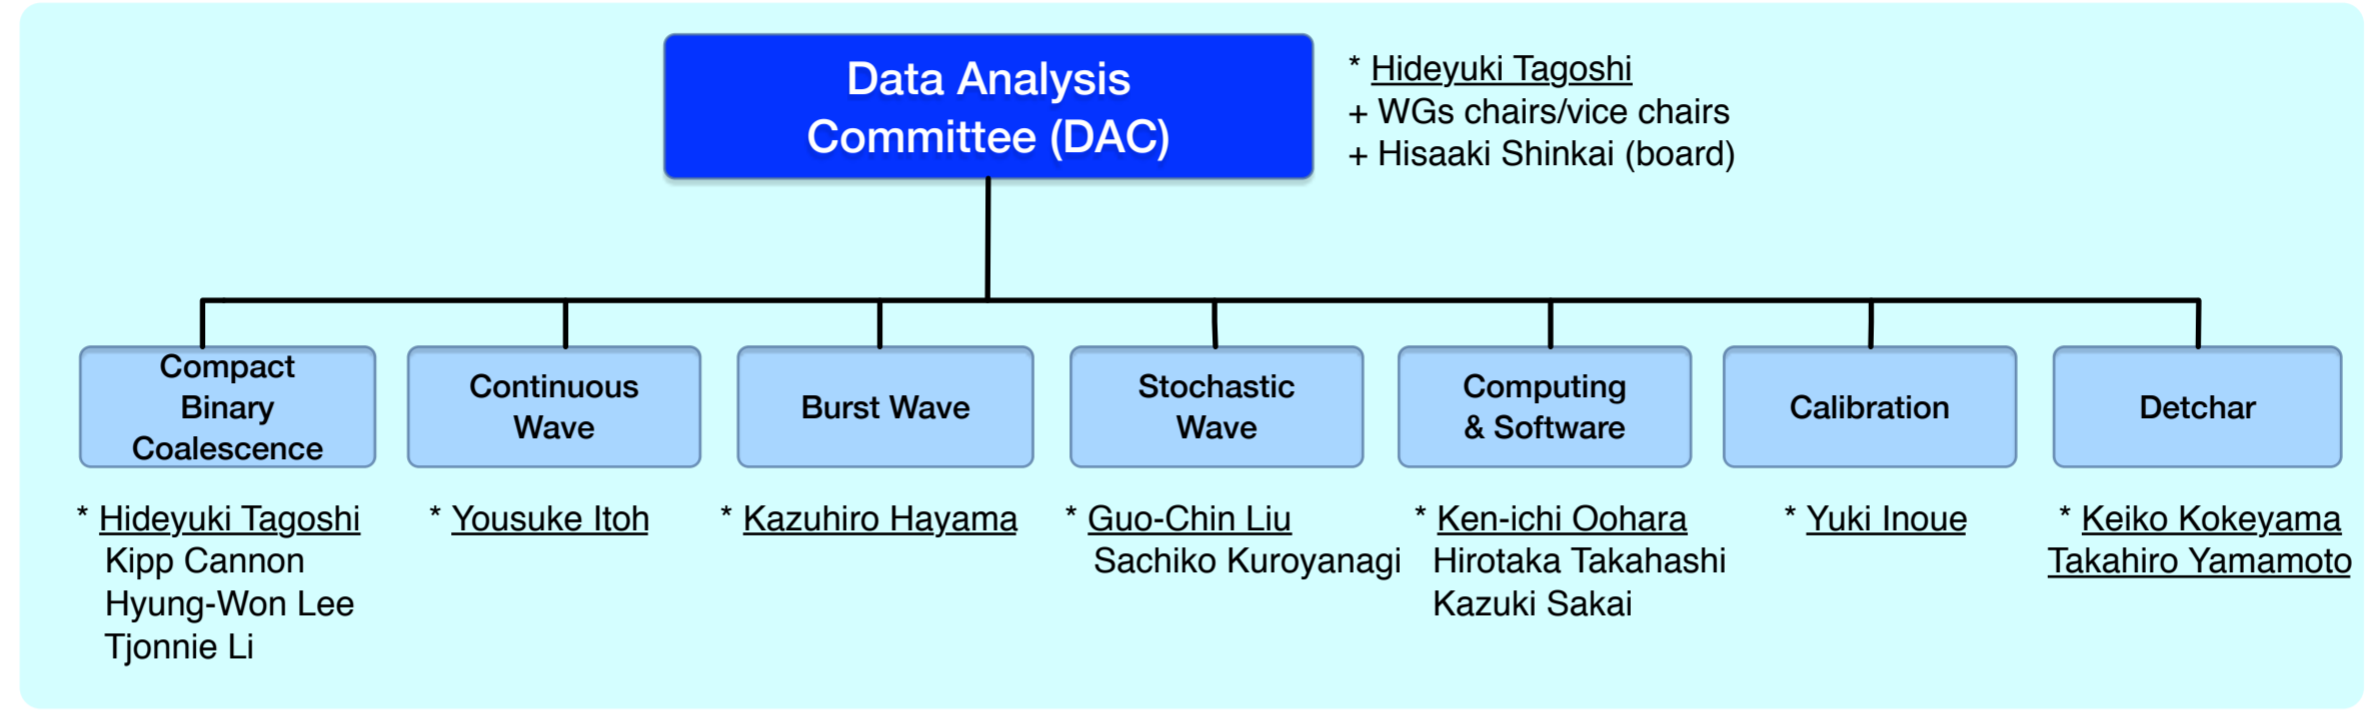 Data Analysis
Committee (DAC)
* Hideyuki Tagoshi
+ WGs chairs/vice chairs
+ Hisaaki Shinkai (board)
Compact
Binary
Coalescence
* Hideyuki Tagoshi
Kipp Cannon
Hyung-Won Lee
Tjonnie Li
Continuous
Wave
* Yousuke Itoh
Burst Wave
* Kazuhiro Hayama
Stochastic
Wave
* Guo-Chin Liu
Sachiko Kuroyanagi
Computing
& Software
* Ken-ichi Oohara
Hirotaka Takahashi
Kazuki Sakai
Calibration
* Yuki Inoue
Detchar
* Keiko Kokeyama
Takahiro Yamamoto